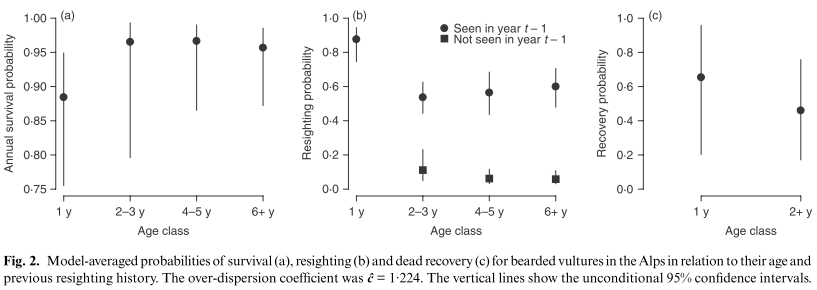 (a)
1·00
0·95
0·90
0·85
0·80
0·75
Annual survival probability
1 y
2–3 y
4–5 y
6+ y
Age class
(b)
1·0
0·8
0·6
0·4
0·2
0·0
Resighting probability
Seen in year t – 1
Not seen in year t – 1
1 y
2–3 y
4–5 y
6+ y
Age class
(c)
1·0
0·8
0·6
0·4
0·2
0·0
Recovery probability
1 y
2+ y
Age class
Fig. 2. Model-averaged probabilities of survival (a), resighting (b) and dead recovery (c) for bearded vultures in the Alps in relation to their age and
previous resighting history. The over-dispersion coefficient was ĉ = 1·224. The vertical lines show the unconditional 95% confidence intervals.